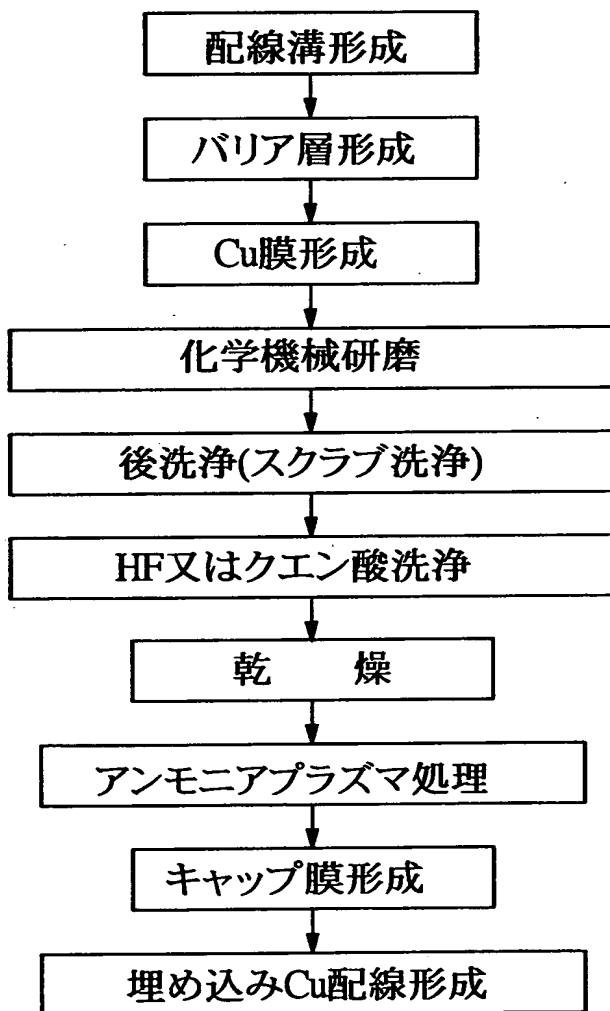 配線溝形成
バリア層形成
Cu膜形成
化学機械研磨
後洗浄(スクラブ洗浄)
HF又はクエン酸洗浄
乾　　燥
アンモニアプラズマ処理
キャップ膜形成
埋め込みCu配線形成